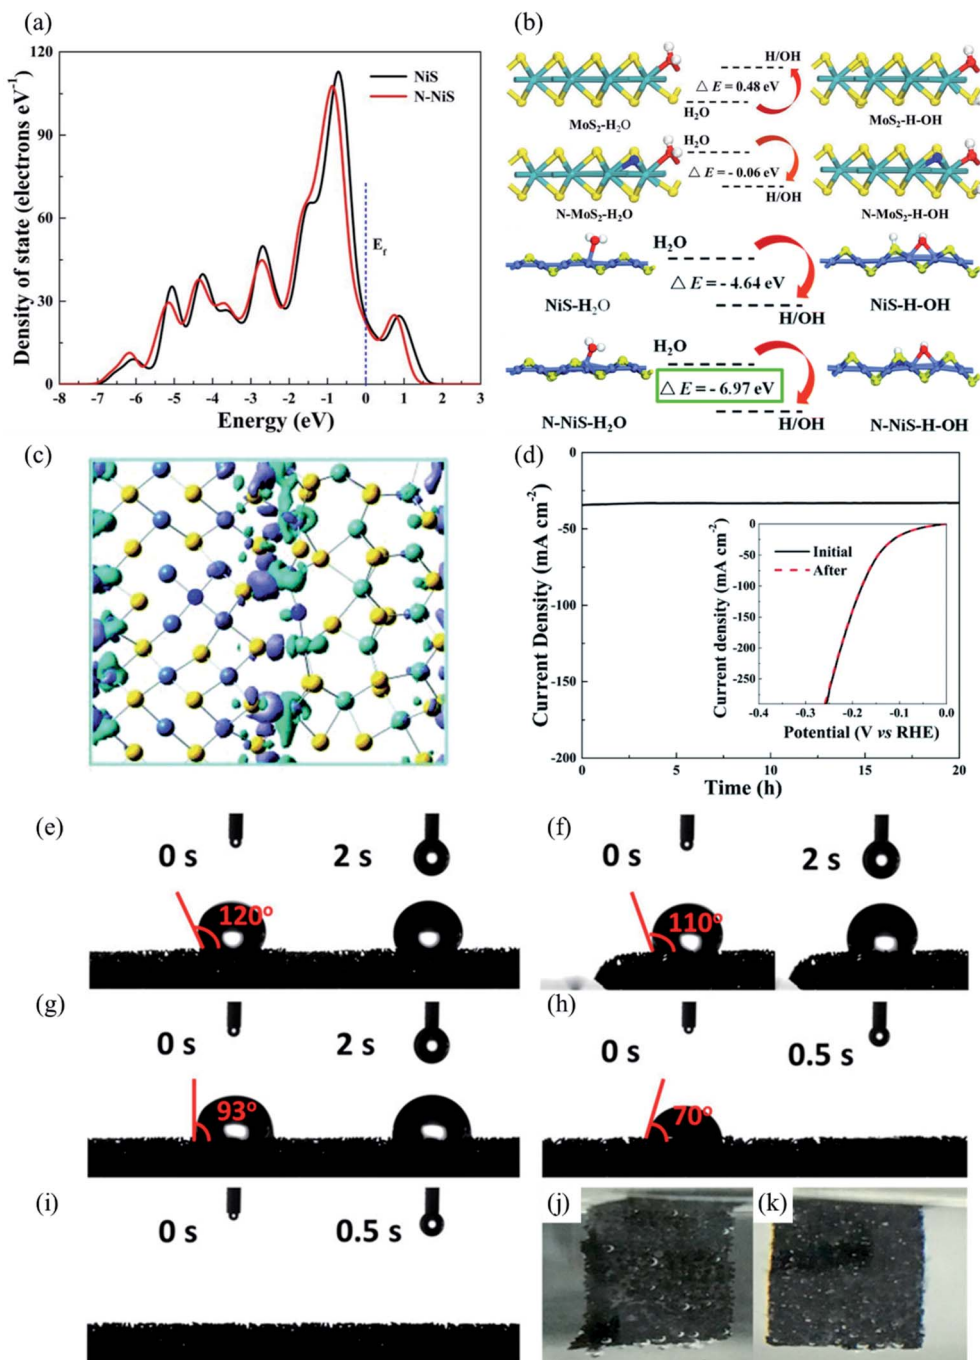 (a)
120
90
60
30
0
-8 -7 -6 -5 -4 -3 -2 -1 0 1 2 3
Density of state (electrons eV⁻¹)
Energy (eV)
NiS
N-NiS
E_f
(b)
H/OH
Δ E = 0.48 eV
H₂O
MoS₂-H₂O
MoS₂-H-OH
H₂O
Δ E = - 0.06 eV
H/OH
N-MoS₂-H₂O
N-MoS₂-H-OH
H₂O
Δ E = - 4.64 eV
H/OH
NiS-H₂O
NiS-H-OH
H₂O
Δ E = - 6.97 eV
H/OH
N-NiS-H₂O
N-NiS-H-OH
(c)
(d)
0
-50
-100
-150
-200
0 5 10 15 20
Current Density (mA cm⁻²)
Time (h)
0
-50
-100
-150
-200
-250
-0.4 -0.3 -0.2 -0.1 0.0
Current density (mA cm⁻²)
Potential (V vs RHE)
Initial
After
(e)
0 s 2 s
120°
(f)
0 s 2 s
110°
(g)
0 s 2 s
93°
(h)
0 s 0.5 s
70°
(i)
0 s 0.5 s
(j)
(k)